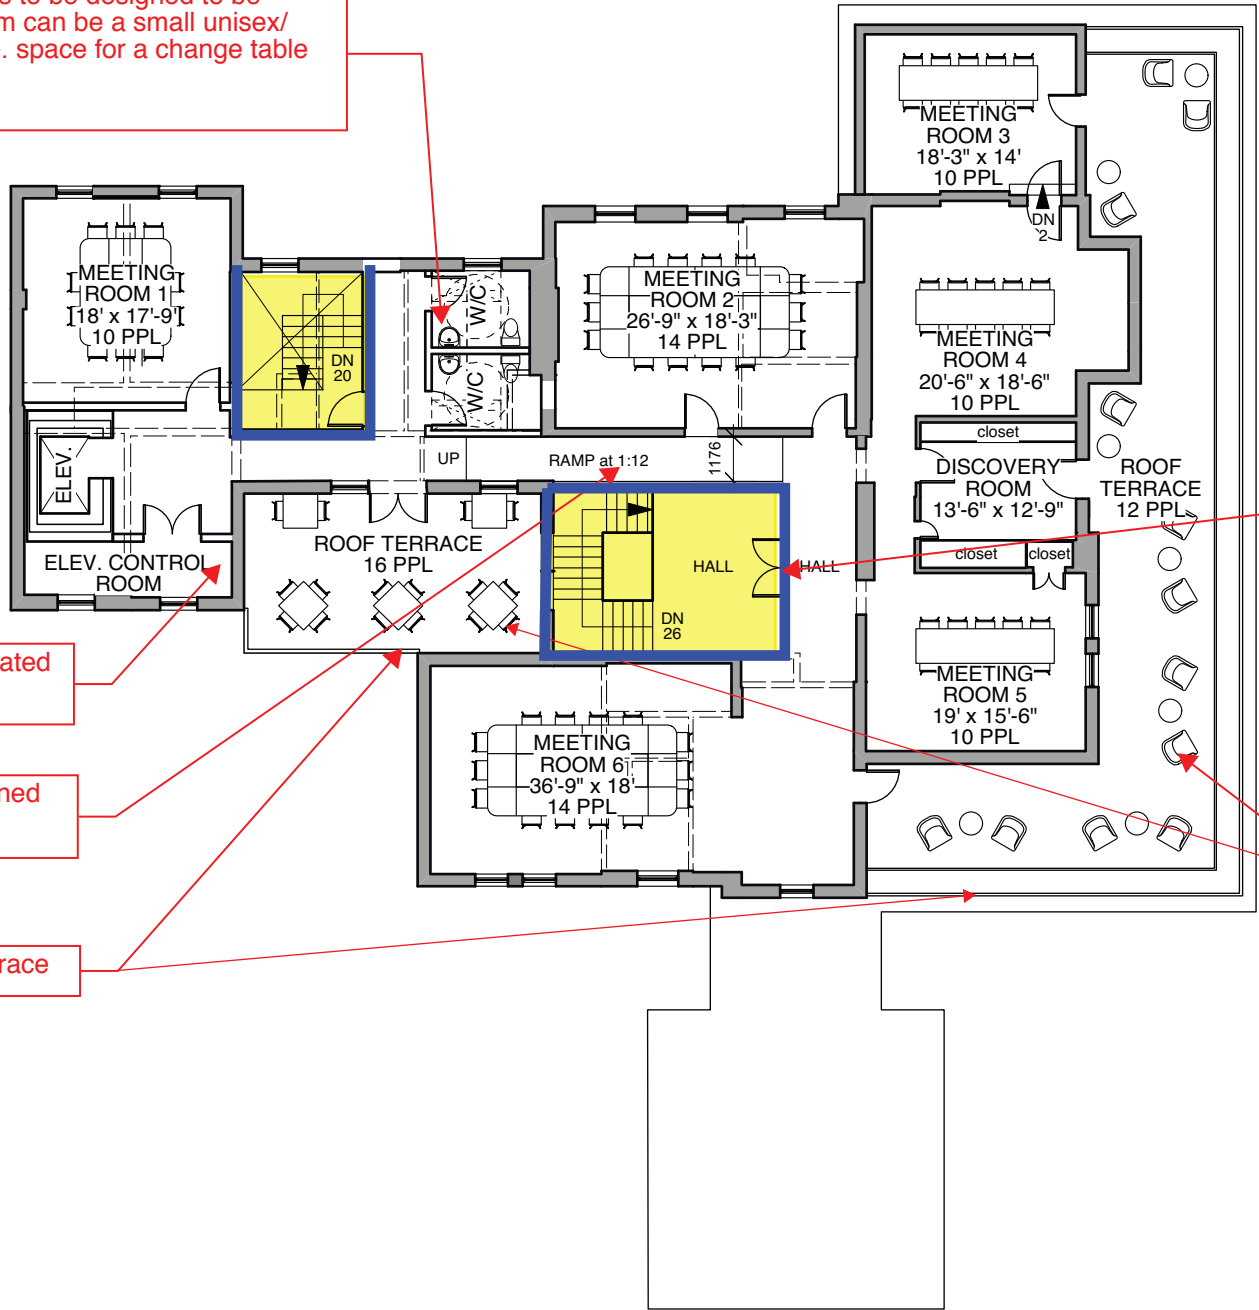 s to be designed to be
m can be a small unisex/
e. space for a change table
MEETING
ROOM 3
18'-3" x 14'
10 PPL
DN
2
MEETING
ROOM 1
18' x 17'-9"
10 PPL
DN
20
W/C
W/C
MEETING
ROOM 2
26'-9" x 18'-3"
14 PPL
MEETING
ROOM 4
20'-6" x 18'-6"
10 PPL
closet
DISCOVERY
ROOM
13'-6" x 12'-9"
closet
closet
ROOF
TERRACE
12 PPL
UP
RAMP at 1:12
1176
ELEV.
ELEV. CONTROL
ROOM
ROOF TERRACE
16 PPL
HALL
HALL
DN
26
ated
MEETING
ROOM 5
19' x 15'-6"
10 PPL
MEETING
ROOM 6
36'-9" x 18'
14 PPL
ned
race